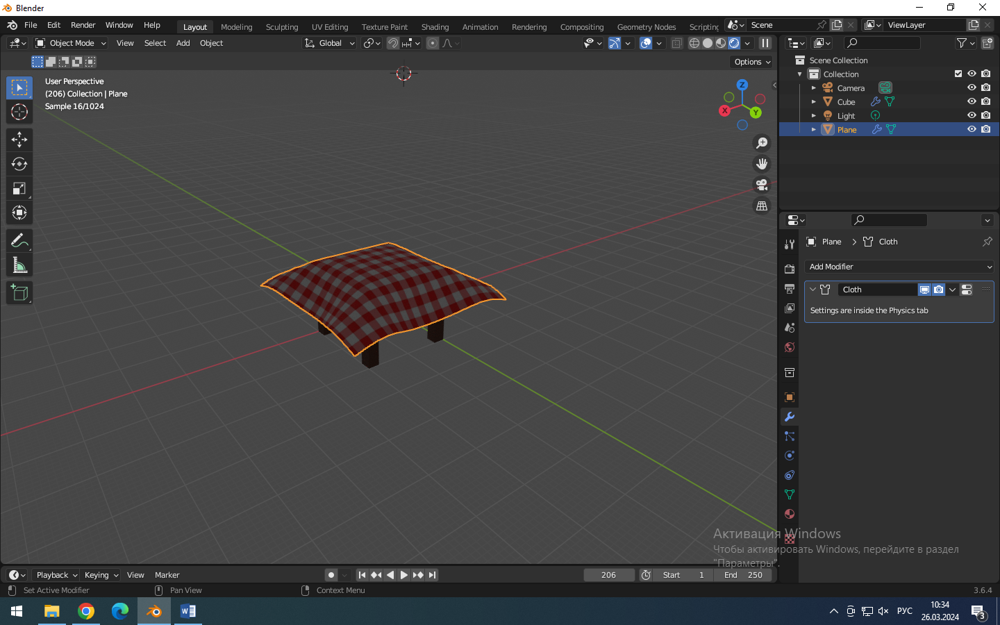 Blender
File Edit Render Window Help Layout Modeling Sculpting UV Editing Texture Paint Shading Animation Rendering Compositing Geometry Nodes Scripting Scene ViewLayer
Object Mode View Select Add Object Global
Options
User Perspective
(206) Collection | Plane
Sample 16/1024
Z
X
Y
Scene Collection
Collection
Camera
Cube
Light
Plane
Plane Cloth
Add Modifier
Cloth
Settings are inside the Physics tab
Активация Windows
Чтобы активировать Windows, перейдите в раздел
"Параметры".
Playback Keying View Marker 206 Start 1 End 250
Set Active Modifier Pan View Context Menu 3.6.4
РУС
10:34
26.03.2024
3